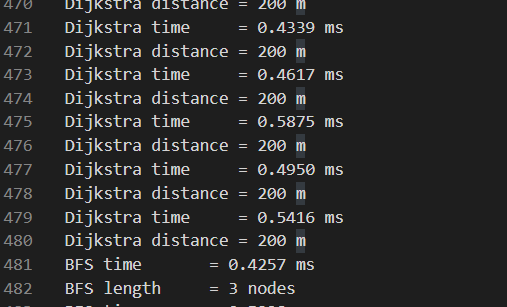 470 Dijkstra distance = 200 m
471 Dijkstra time = 0.4339 ms
472 Dijkstra distance = 200 m
473 Dijkstra time = 0.4617 ms
474 Dijkstra distance = 200 m
475 Dijkstra time = 0.5875 ms
476 Dijkstra distance = 200 m
477 Dijkstra time = 0.4950 ms
478 Dijkstra distance = 200 m
479 Dijkstra time = 0.5416 ms
480 Dijkstra distance = 200 m
481 BFS time = 0.4257 ms
482 BFS length = 3 nodes